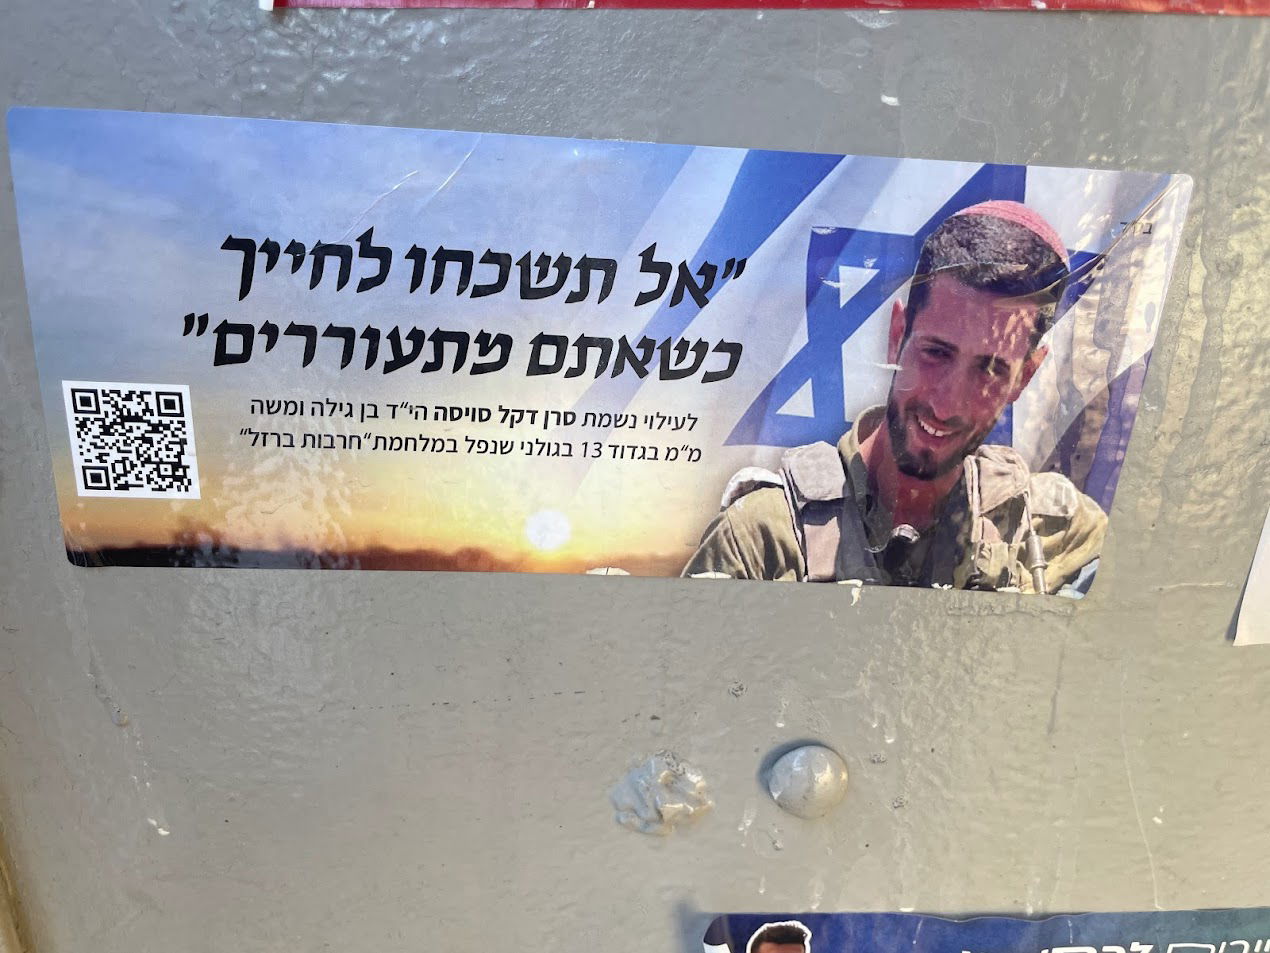 בס״ד
"אל תשכחו לחייך
כשאתם מתעוררים"
לעילוי נשמת סרן דקל סויסה הי״ד בן גילה ומשה
מ״מ בגדוד 13 בגולני שנפל במלחמת "חרבות ברזל"